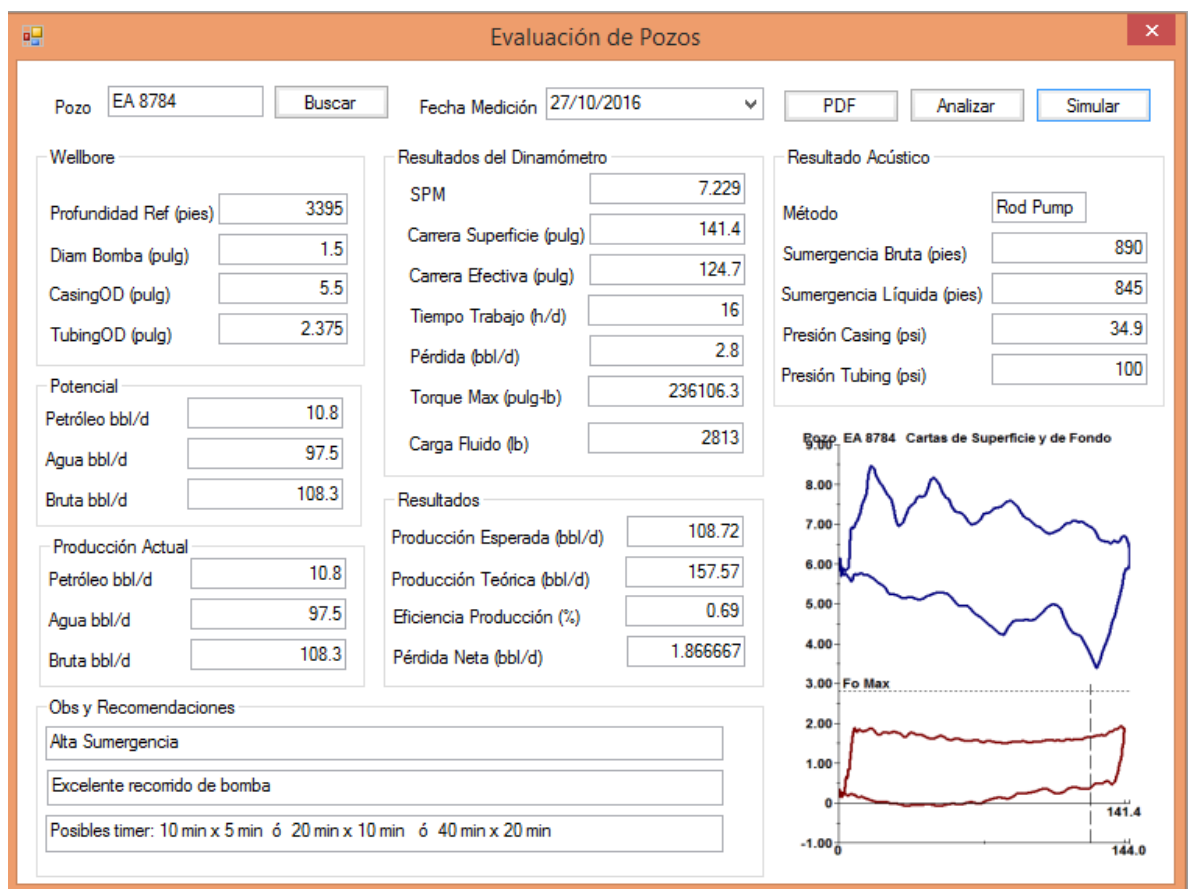 Evaluación de Pozos
Pozo EA 8784 Buscar Fecha Medición 27/10/2016 PDF Analizar Simular
Wellbore
Profundidad Ref (pies) 3395
Diam Bomba (pulg) 1.5
CasingOD (pulg) 5.5
TubingOD (pulg) 2.375
Potencial
Petróleo bbl/d 10.8
Agua bbl/d 97.5
Bruta bbl/d 108.3
Producción Actual
Petróleo bbl/d 10.8
Agua bbl/d 97.5
Bruta bbl/d 108.3
Resultados del Dinamómetro
SPM 7.229
Carrera Superficie (pulg) 141.4
Carrera Efectiva (pulg) 124.7
Tiempo Trabajo (h/d) 16
Pérdida (bbl/d) 2.8
Torque Max (pulg-lb) 236106.3
Carga Fluido (lb) 2813
Resultados
Producción Esperada (bbl/d) 108.72
Producción Teórica (bbl/d) 157.57
Eficiencia Producción (%) 0.69
Pérdida Neta (bbl/d) 1.866667
Resultado Acústico
Método Rod Pump
Sumergencia Bruta (pies) 890
Sumergencia Líquida (pies) 845
Presión Casing (psi) 34.9
Presión Tubing (psi) 100
Pozo EA 8784 Cartas de Superficie y de Fondo
9.00
8.00
7.00
6.00
5.00
4.00
3.00 Fo Max
2.00
1.00
0
141.4
-1.00
0 144.0
Obs y Recomendaciones
Alta Sumergencia
Excelente recorrido de bomba
Posibles timer: 10 min x 5 min ó 20 min x 10 min ó 40 min x 20 min